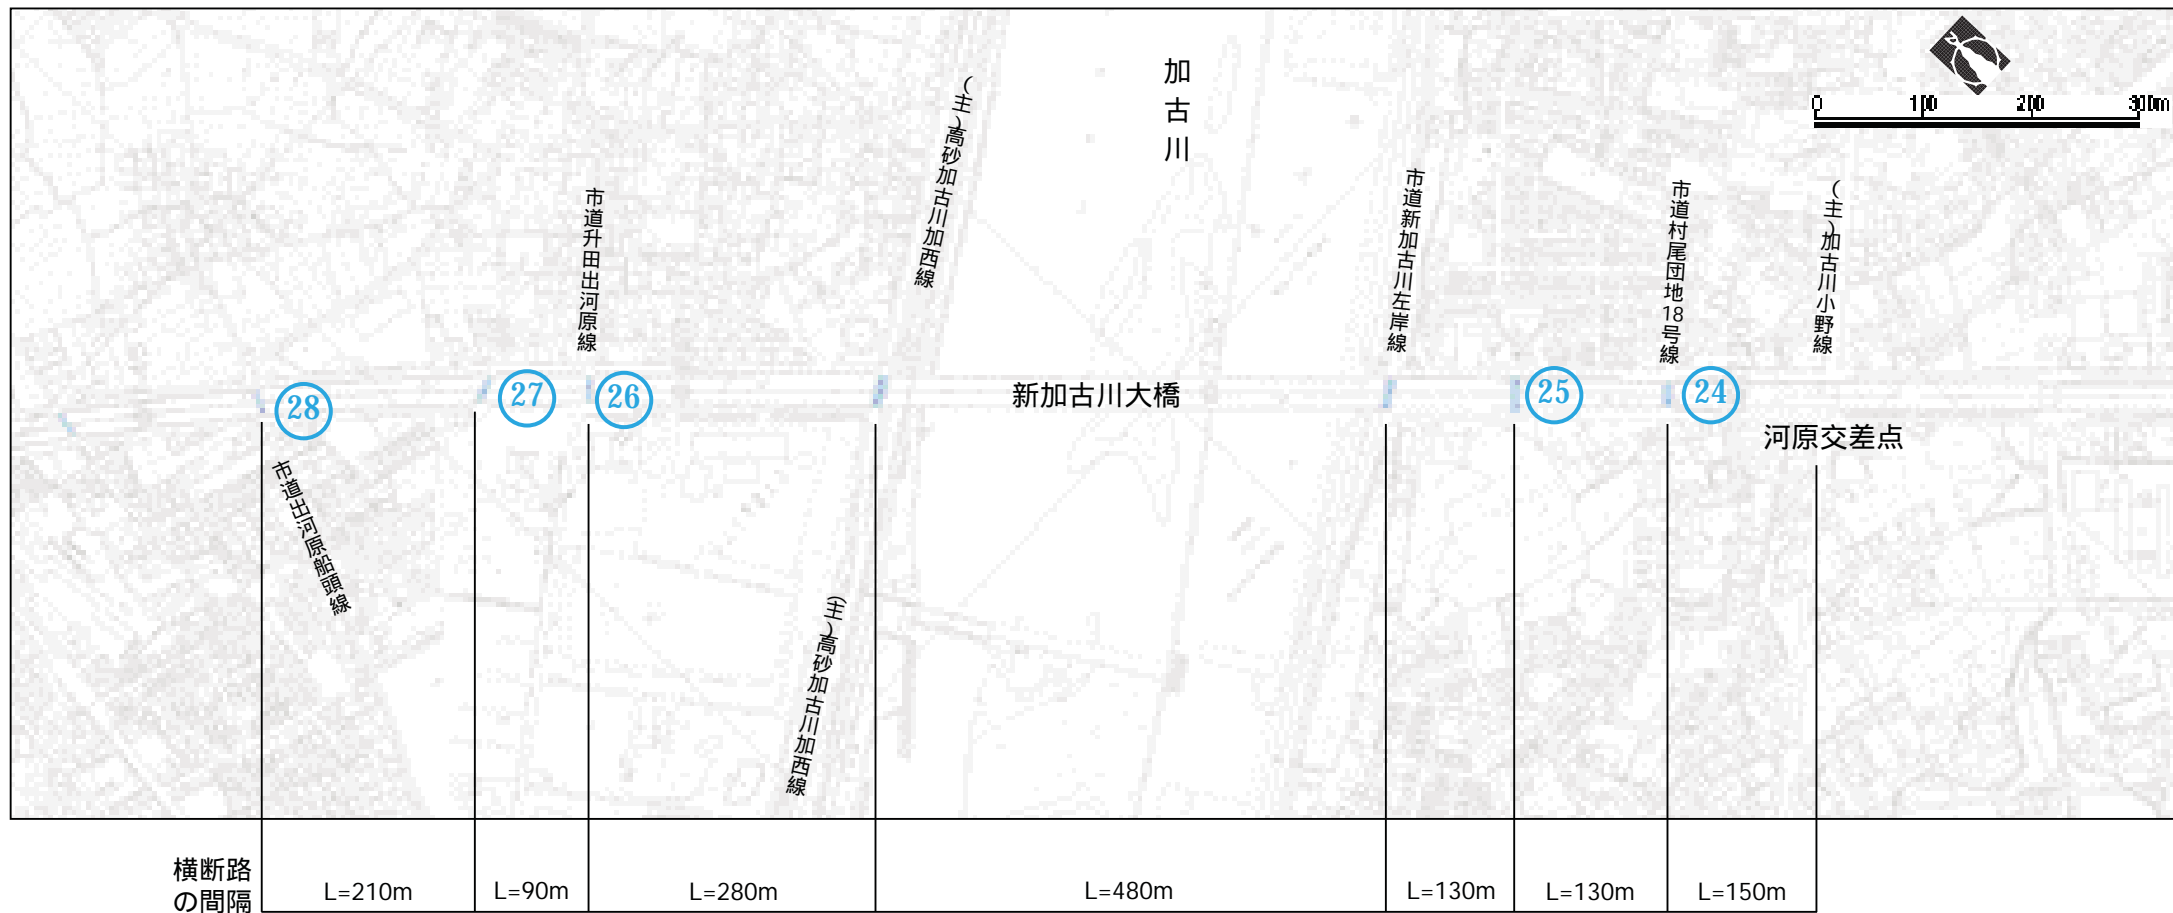 加古川
0 100 200 300m
(主)高砂加古川加西線
市道升田出河原線
市道新加古川左岸線
市道村尾団地18号線
(主)加古川小野線
28
27
26
新加古川大橋
25
24
河原交差点
市道出河原船頭線
(主)高砂加古川加西線
横断路
の間隔
L=210m
L=90m
L=280m
L=480m
L=130m
L=130m
L=150m